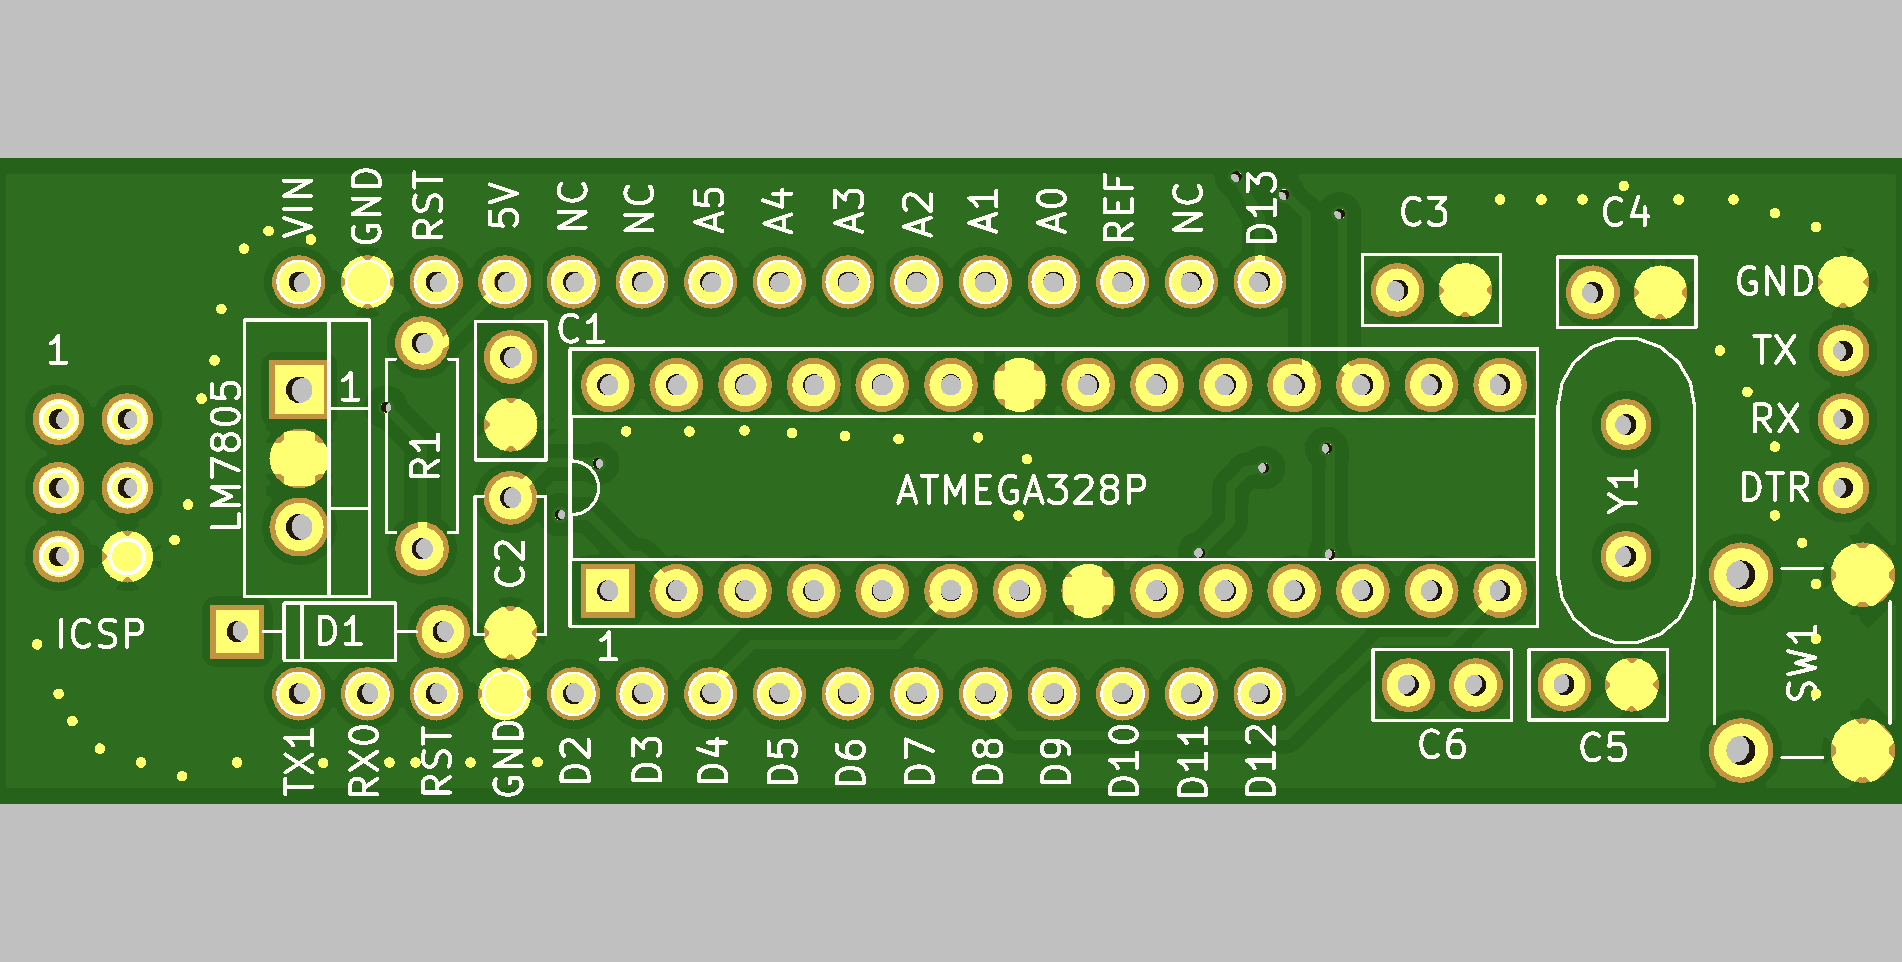 VIN
GND
RST
5V
NC
NC
A5
A4
A3
A2
A1
A0
REF
NC
D13
C3
C4
GND
TX
RX
DTR
1
ICSP
LM7805
1
R1
C1
C2
D1
ATMEGA328P
1
Y1
SW1
C6
C5
TX1
RX0
RST
GND
D2
D3
D4
D5
D6
D7
D8
D9
D10
D11
D12